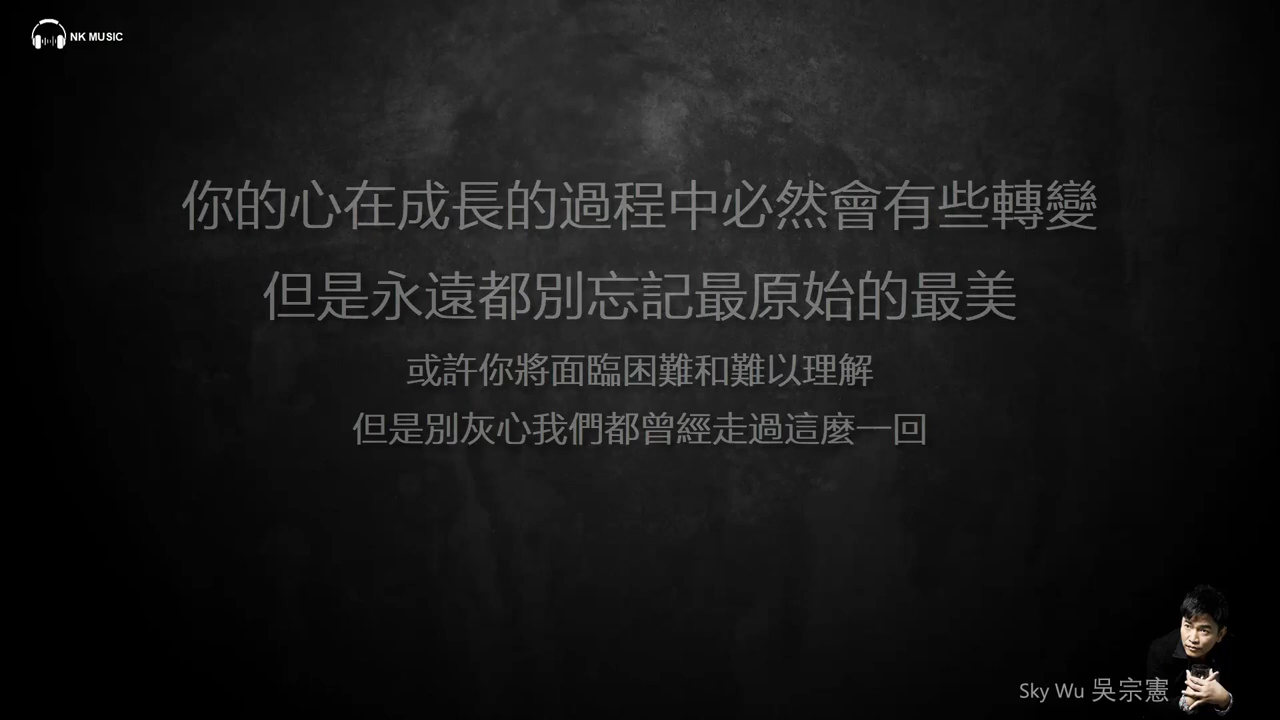 NK MUSIC
你的心在成長的過程中必然會有些轉變
但是永遠都別忘記最原始的最美
或許你將面臨困難和難以理解
但是別灰心我們都曾經走過這麼一回
Sky Wu 吳宗憲